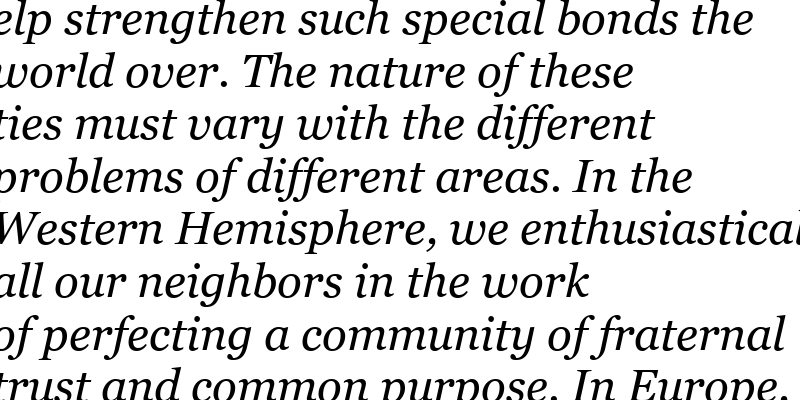 elp strengthen such special bonds the
world over. The nature of these
ties must vary with the different
problems of different areas. In the
Western Hemisphere, we enthusiastical
all our neighbors in the work
of perfecting a community of fraternal
trust and common purpose. In Europe,